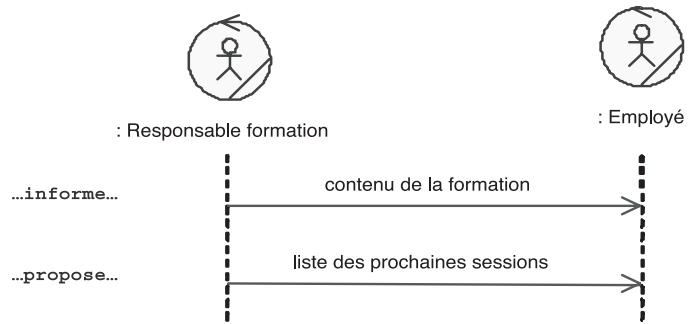 : Employé
: Responsable formation
…informe…
contenu de la formation
…propose…
liste des prochaines sessions